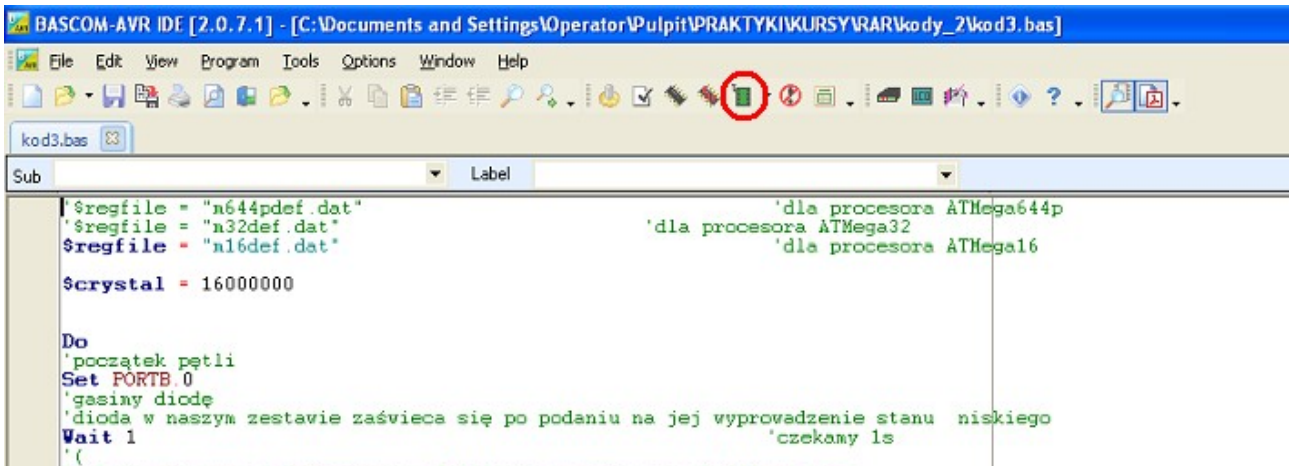 BASCOM-AVR IDE [2.0.7.1] - [C:\Documents and Settings\Operator\Pulpit\PRAKTYKI\KURSY\RAR\kody_2\kod3.bas]
File Edit View Program Tools Options Window Help
kod3.bas
Sub Label
'$regfile = "m644pdef.dat" 'dla procesora ATMega644p
'$regfile = "m32def.dat" 'dla procesora ATMega32
$regfile = "m16def.dat" 'dla procesora ATMega16
$crystal = 16000000
Do
'początek pętli
Set PORTB.0
'gasimy diodę
'dioda w naszym zestawie zaświeca się po podaniu na jej wyprowadzenie stanu niskiego
Wait 1 'czekamy 1s
'(